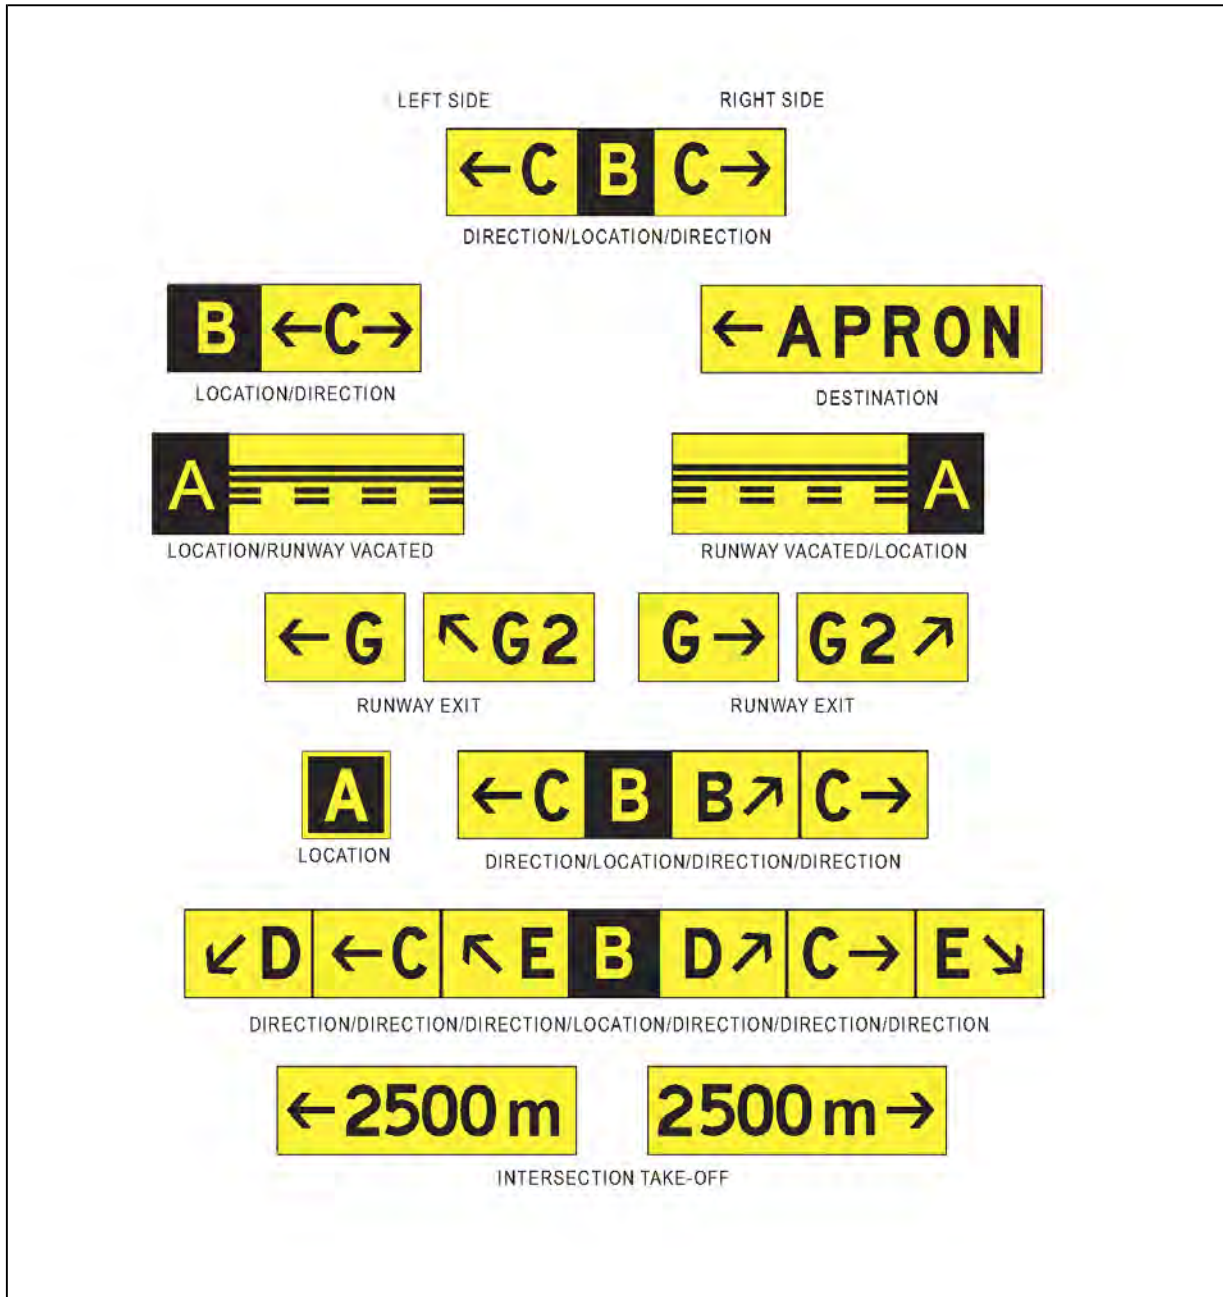 LEFT SIDE RIGHT SIDE
←C B C→
DIRECTION/LOCATION/DIRECTION
B ←C→ ←APRON
LOCATION/DIRECTION DESTINATION
A A
LOCATION/RUNWAY VACATED RUNWAY VACATED/LOCATION
←G ↖G2 G→ G2↗
RUNWAY EXIT RUNWAY EXIT
A ←C B B↗ C→
LOCATION DIRECTION/LOCATION/DIRECTION/DIRECTION
↙D ←C ↖E B D↗ C→ E↘
DIRECTION/DIRECTION/DIRECTION/LOCATION/DIRECTION/DIRECTION/DIRECTION
←2500 m 2500 m→
INTERSECTION TAKE-OFF